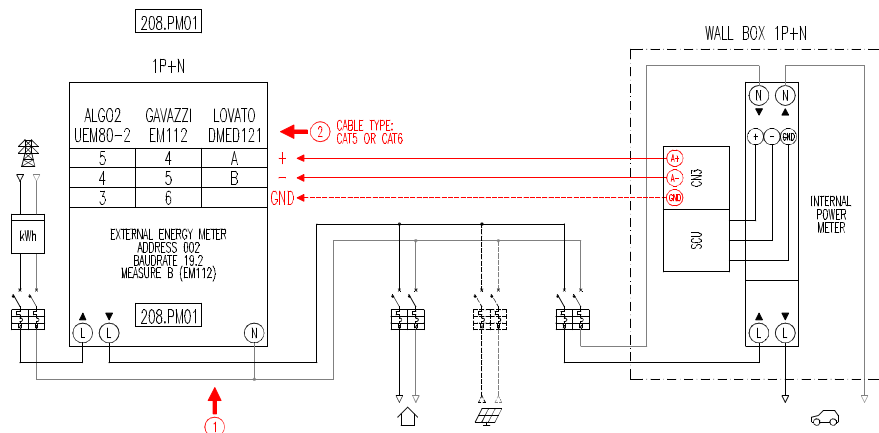 208.PM01
WALL BOX 1P+N
1P+N
ALGO2 UEM80-2
GAVAZZI EM112
LOVATO DMED121
5 4 A +
4 5 B -
3 6 GND
2 CABLE TYPE:
CAT5 OR CAT6
N N
+ - GND
A+
A-
GND
CN3
SCU
INTERNAL
POWER
METER
kWh
EXTERNAL ENERGY METER
ADDRESS 002
BAUDRATE 19.2
MEASURE B (EM112)
208.PM01
L L N
L L
1